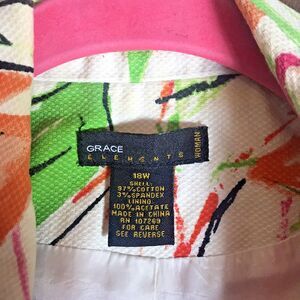 GRACE
ELEMENTS
WOMAN
18W
SHELL:
97% COTTON
3% SPANDEX
LINING:
100% ACETATE
MADE IN CHINA
RN 107269
FOR CARE
SEE REVERSE